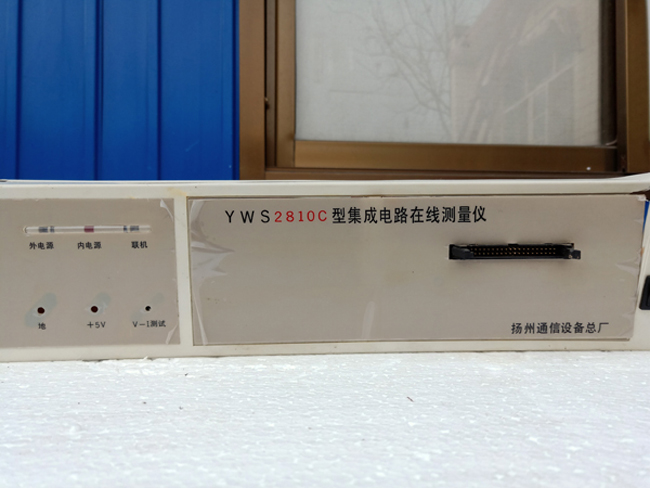 YWS2810C型集成电路在线测量仪
外电源 内电源 联机
地 +5V V-I测试
扬州通信设备总厂